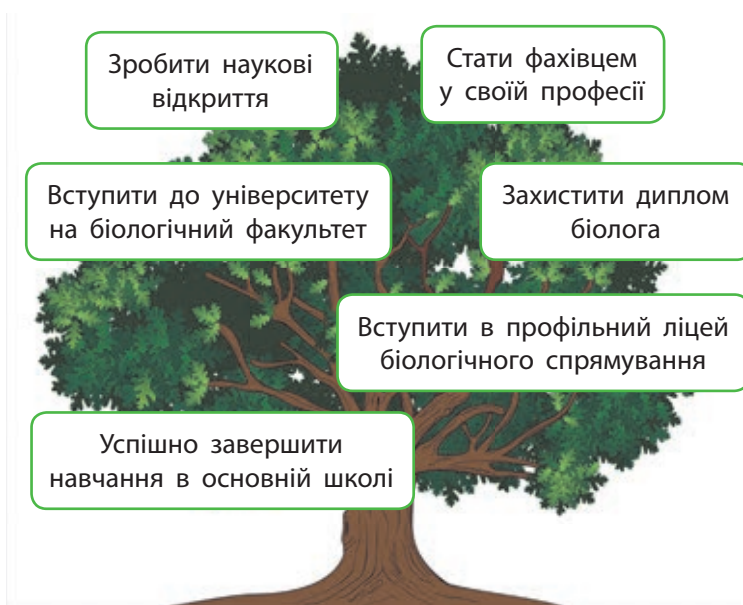 Зробити наукові
відкриття
Стати фахівцем
у своїй професії
Вступити до університету
на біологічний факультет
Захистити диплом
біолога
Вступити в профільний ліцей
біологічного спрямування
Успішно завершити
навчання в основній школі